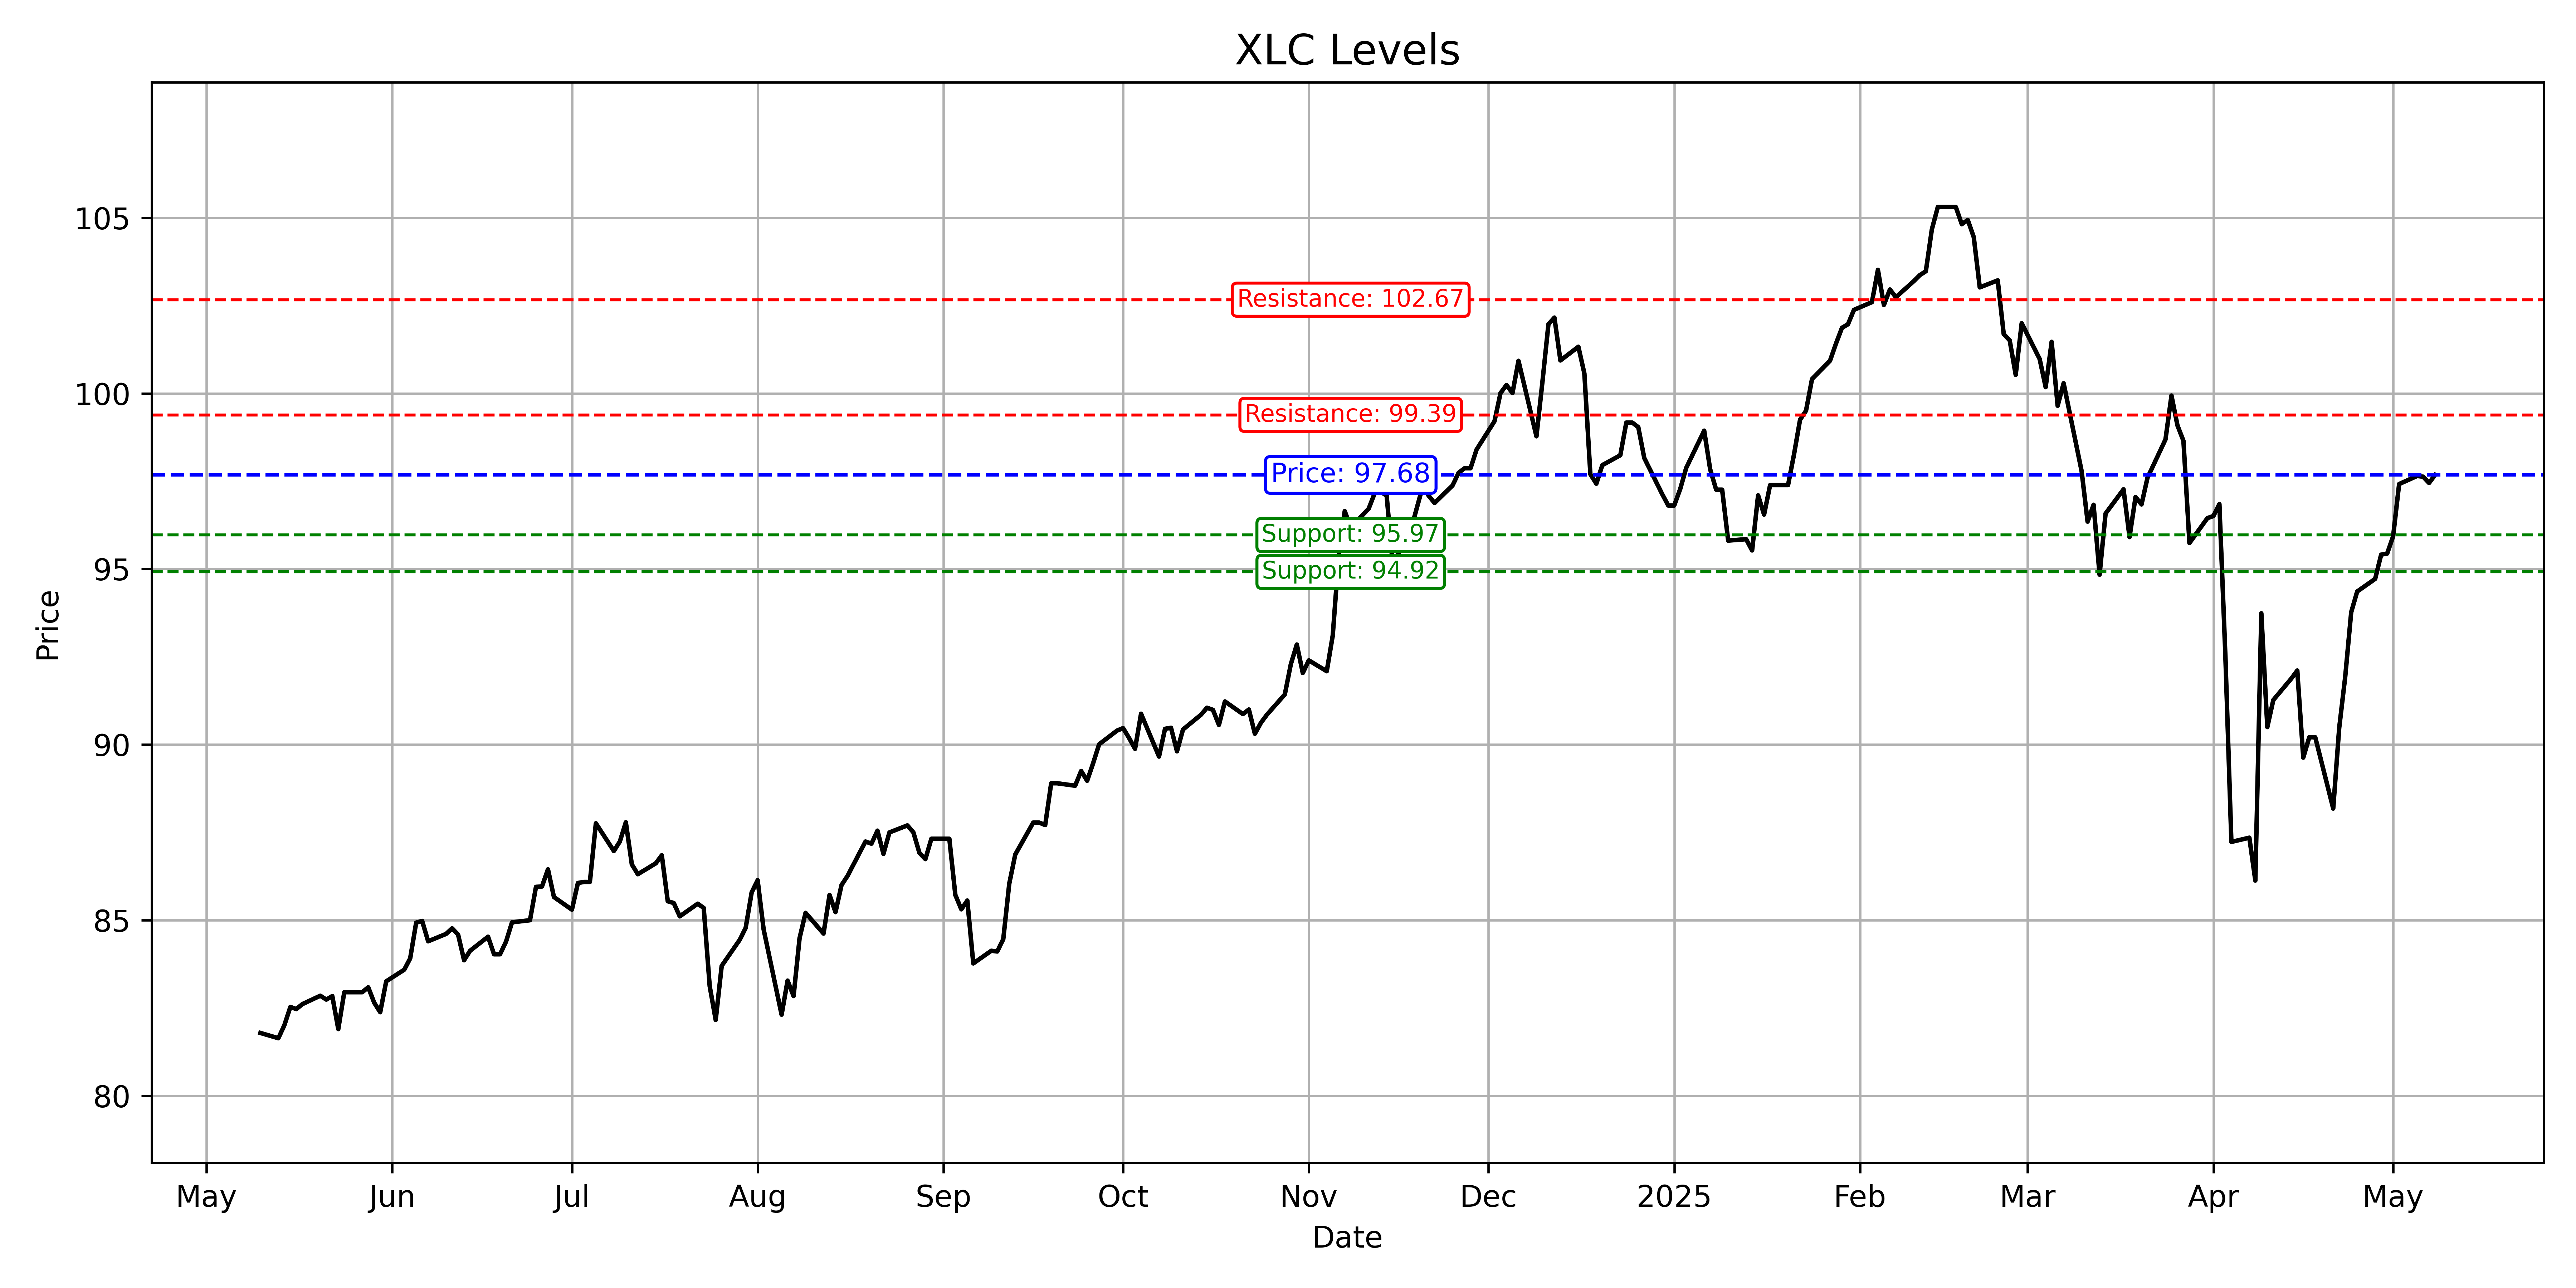 XLC Levels
105
100
95
90
85
80
Price
Resistance: 102.67
Resistance: 99.39
Price: 97.68
Support: 95.97
Support: 94.92
May Jun Jul Aug Sep Oct Nov Dec 2025 Feb Mar Apr May
Date